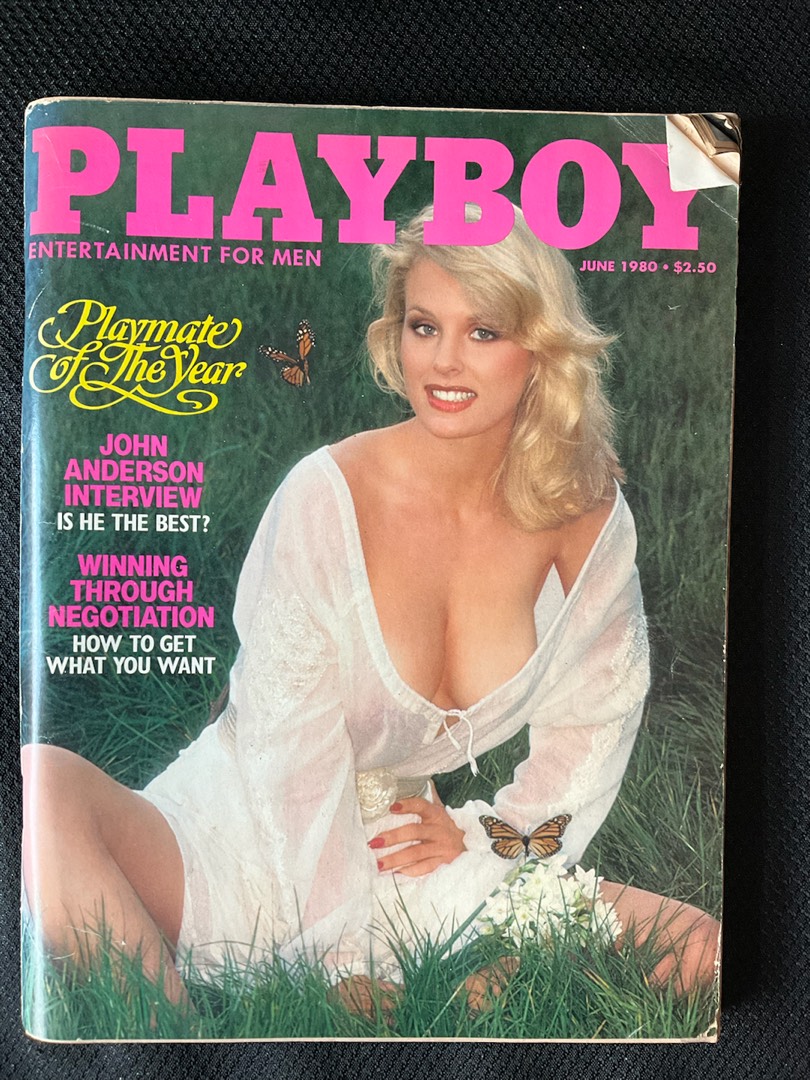 PLAYBOY
ENTERTAINMENT FOR MEN
JUNE 1980 • $2.50
Playmate
of The Year
JOHN
ANDERSON
INTERVIEW
IS HE THE BEST?
WINNING
THROUGH
NEGOTIATION
HOW TO GET
WHAT YOU WANT